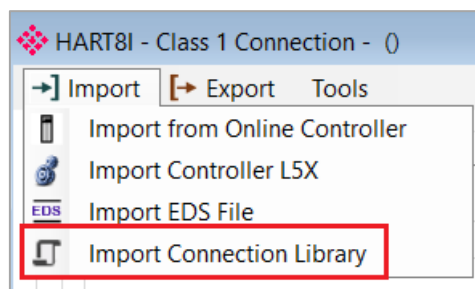 HART8I - Class 1 Connection - ()
Import Export Tools
Import from Online Controller
Import Controller L5X
EDS Import EDS File
Import Connection Library